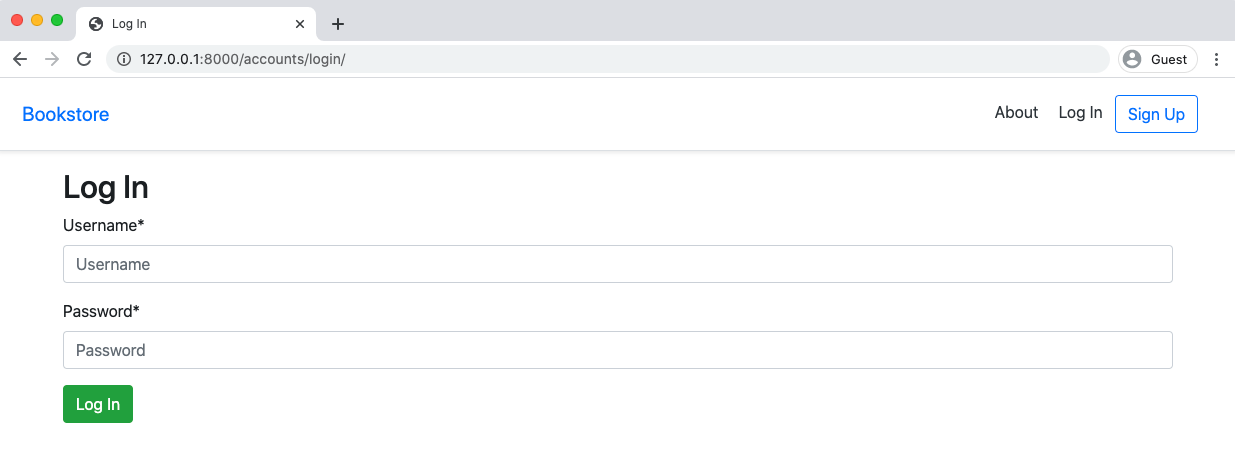 Log In
127.0.0.1:8000/accounts/login/
Guest
Bookstore
About Log In Sign Up
Log In
Username*
Username
Password*
Password
Log In